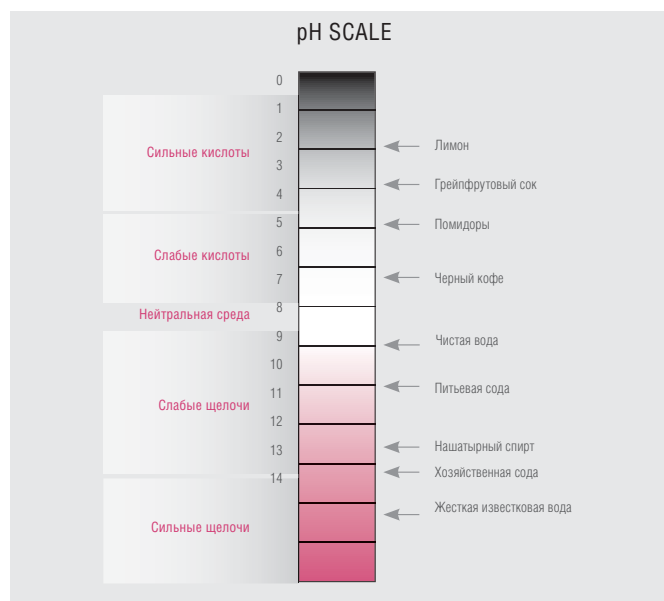 pH SCALE
0
1
2
3
4
5
6
7
8
9
10
11
12
13
14
Сильные кислоты
Слабые кислоты
Нейтральная среда
Слабые щелочи
Сильные щелочи
Лимон
Грейпфрутовый сок
Помидоры
Черный кофе
Чистая вода
Питьевая сода
Нашатырный спирт
Хозяйственная сода
Жесткая известковая вода